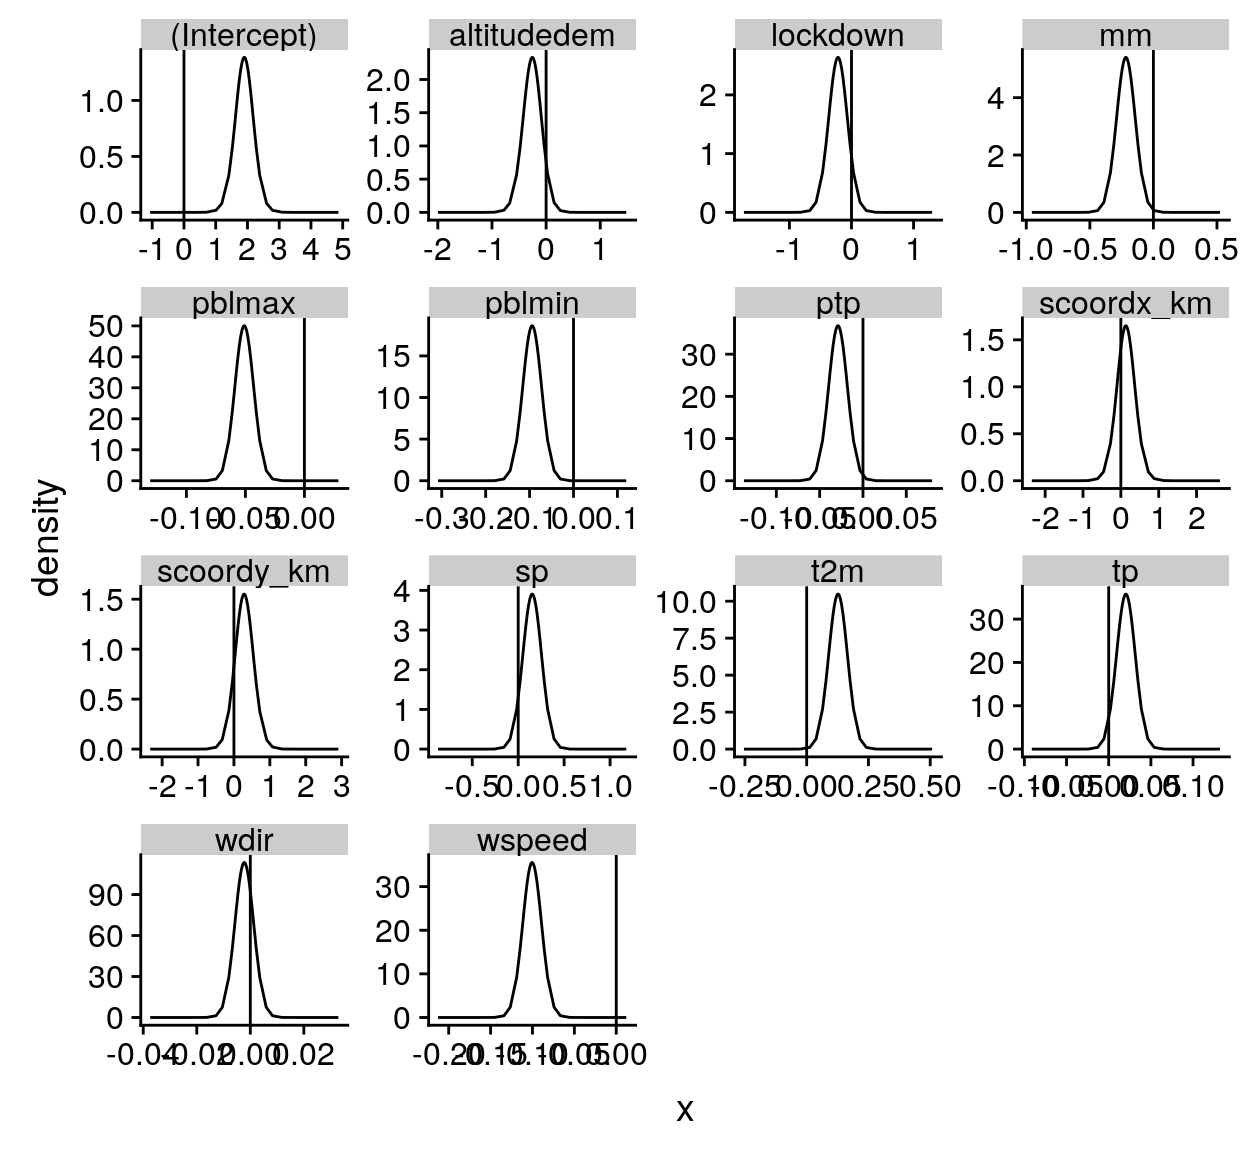 (Intercept) altitudedem lockdown mm
1.0
0.5
0.0
-1 0 1 2 3 4 5
2.0
1.5
1.0
0.5
0.0
-2 -1 0 1
2
1
0
-1 0 1
4
2
0
-1.0 -0.5 0.0 0.5
pblmax pblmin ptp scoordx_km
50
40
30
20
10
0
-0.10 -0.05 0.00
15
10
5
0
-0.3 -0.2 -0.1 0.0 0.1
30
20
10
0
-0.10 -0.05 0.00 0.05
1.5
1.0
0.5
0.0
-2 -1 0 1 2
density
scoordy_km sp t2m tp
1.5
1.0
0.5
0.0
-2 -1 0 1 2 3
4
3
2
1
0
-0.5 0.0 0.5 1.0
10.0
7.5
5.0
2.5
0.0
-0.25 0.00 0.25 0.50
30
20
10
0
-0.10 -0.05 0.00 0.05 0.10
wdir wspeed
90
60
30
0
-0.04 -0.02 0.00 0.02
30
20
10
0
-0.20 -0.15 -0.10 -0.05 0.00
x